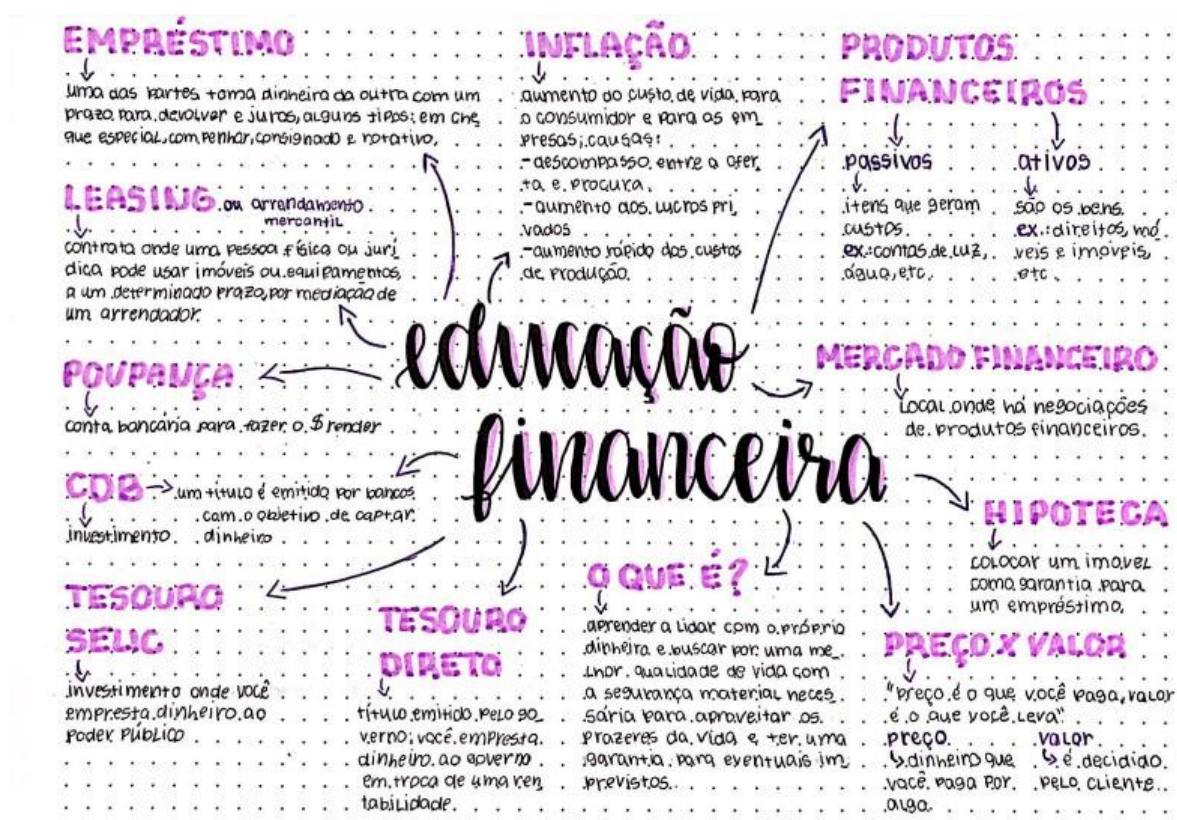 EMPRÉSTIMO
uma das partes toma dinheiro da outra com um
prazo para devolver e juros, alguns tipos: em che
que especial, com penhor, consignado e rotativo.
LEASING ou arrendamento
mercantil
contrato onde uma pessoa física ou jurí
dica pode usar imóveis ou equipamentos
a um determinado prazo, por mediação de
um arrendador.
POUPANÇA
conta bancária para fazer o $ render
CDB → um título é emitido por bancos
com o objetivo de captar
investimento. dinheiro
TESOURO
SELIC
investimento onde você
empresta dinheiro ao
poder público
INFLAÇÃO
aumento do custo de vida para
o consumidor e para as em
presas; causas:
- descompasso entre a ofer
ta e procura.
- aumento dos lucros pri
vados
- aumento rápido dos custos
de produção.
educação
financeira
TESOURO
DIRETO
título emitido pelo go
verno; você empresta
dinheiro ao governo
em troca de uma ren
tabilidade.
O QUE É?
aprender a lidar com o próprio
dinheiro e buscar por uma me
lhor qualidade de vida com
a segurança material neces
sária para aproveitar os
prazeres da vida e ter uma
garantia para eventuais im
previstos.
PRODUTOS
FINANCEIROS
passivos
itens que geram
custos.
ex.: contas de luz,
água, etc.
ativos
são os bens.
ex.: direitos, mó
veis e imóveis,
etc.
MERCADO FINANCEIRO
Local onde há negociações
de produtos financeiros.
HIPOTECA
colocar um imóvel
como garantia para
um empréstimo.
PREÇO X VALOR
"preço é o que você paga, valor
é o que você leva".
preço
dinheiro que
você paga por
algo.
valor
é decidido
pelo cliente.